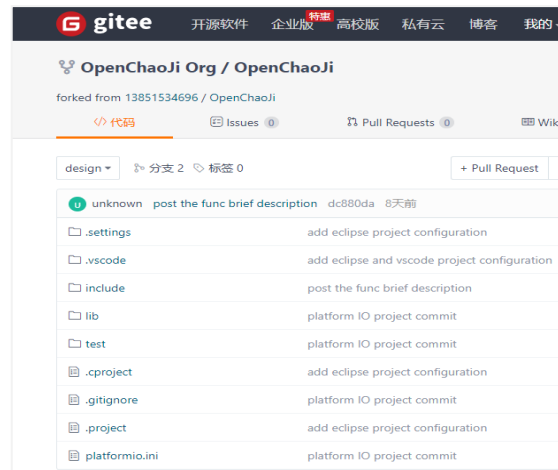 G gitee 开源软件 企业版 特惠 高校版 私有云 博客 我的
OpenChaoJi Org / OpenChaoJi
forked from 13851534696 / OpenChaoJi
</> 代码 Issues 0 Pull Requests 0 Wik
design 分支 2 标签 0 + Pull Request
U unknown post the func brief description dc880da 8天前
.settings add eclipse project configuration
.vscode add eclipse and vscode project configuration
include post the func brief description
lib platform IO project commit
test platform IO project commit
.cproject add eclipse project configuration
.gitignore platform IO project commit
.project add eclipse project configuration
platformio.ini platform IO project commit